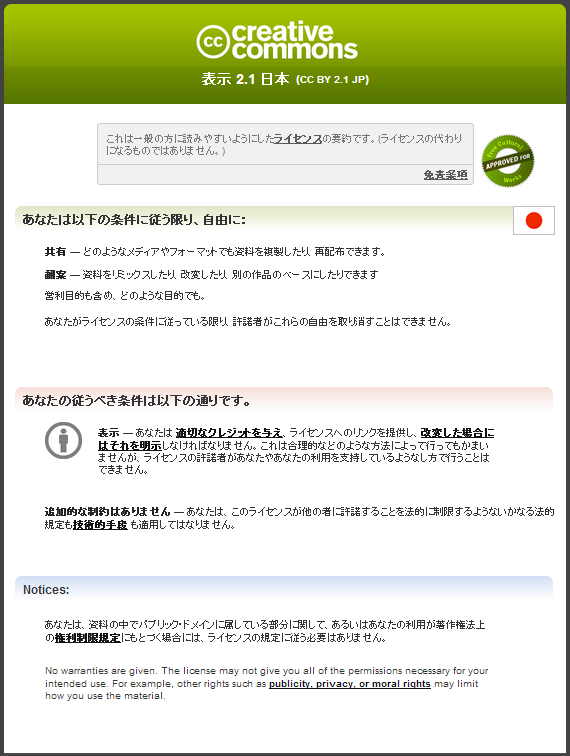 cc creative commons
表示 2.1 日本 (CC BY 2.1 JP)
これは一般の方に読みやすいようにしたライセンスの要約です。(ライセンスの代わり
になるものではありません。)
免責条項
Free Cultural
APPROVED FOR
Works
あなたは以下の条件に従う限り、自由に:
共有 — どのようなメディアやフォーマットでも資料を複製したり、再配布できます。
翻案 — 資料をリミックスしたり、改変したり、別の作品のベースにしたりできます
営利目的も含め、どのような目的でも。
あなたがライセンスの条件に従っている限り、許諾者がこれらの自由を取り消すことはできません。
あなたの従うべき条件は以下の通りです。
表示 — あなたは 適切なクレジットを与え、ライセンスへのリンクを提供し、改変した場合に
はそれを明示しなければなりません。これは合理的などのような方法によって行ってもかまい
ませんが、ライセンスの許諾者があなたやあなたの利用を支持しているようなし方で行うことは
できません。
追加的な制約はありません — あなたは、このライセンスが他の者に許諾することを法的に制限するようないかなる法的
規定も技術的手段 も適用してはなりません。
Notices:
あなたは、資料の中でパブリック・ドメインに属している部分に関して、あるいはあなたの利用が著作権法上
の権利制限規定にもとづく場合には、ライセンスの規定に従う必要はありません。
No warranties are given. The license may not give you all of the permissions necessary for your
intended use. For example, other rights such as publicity, privacy, or moral rights may limit
how you use the material.